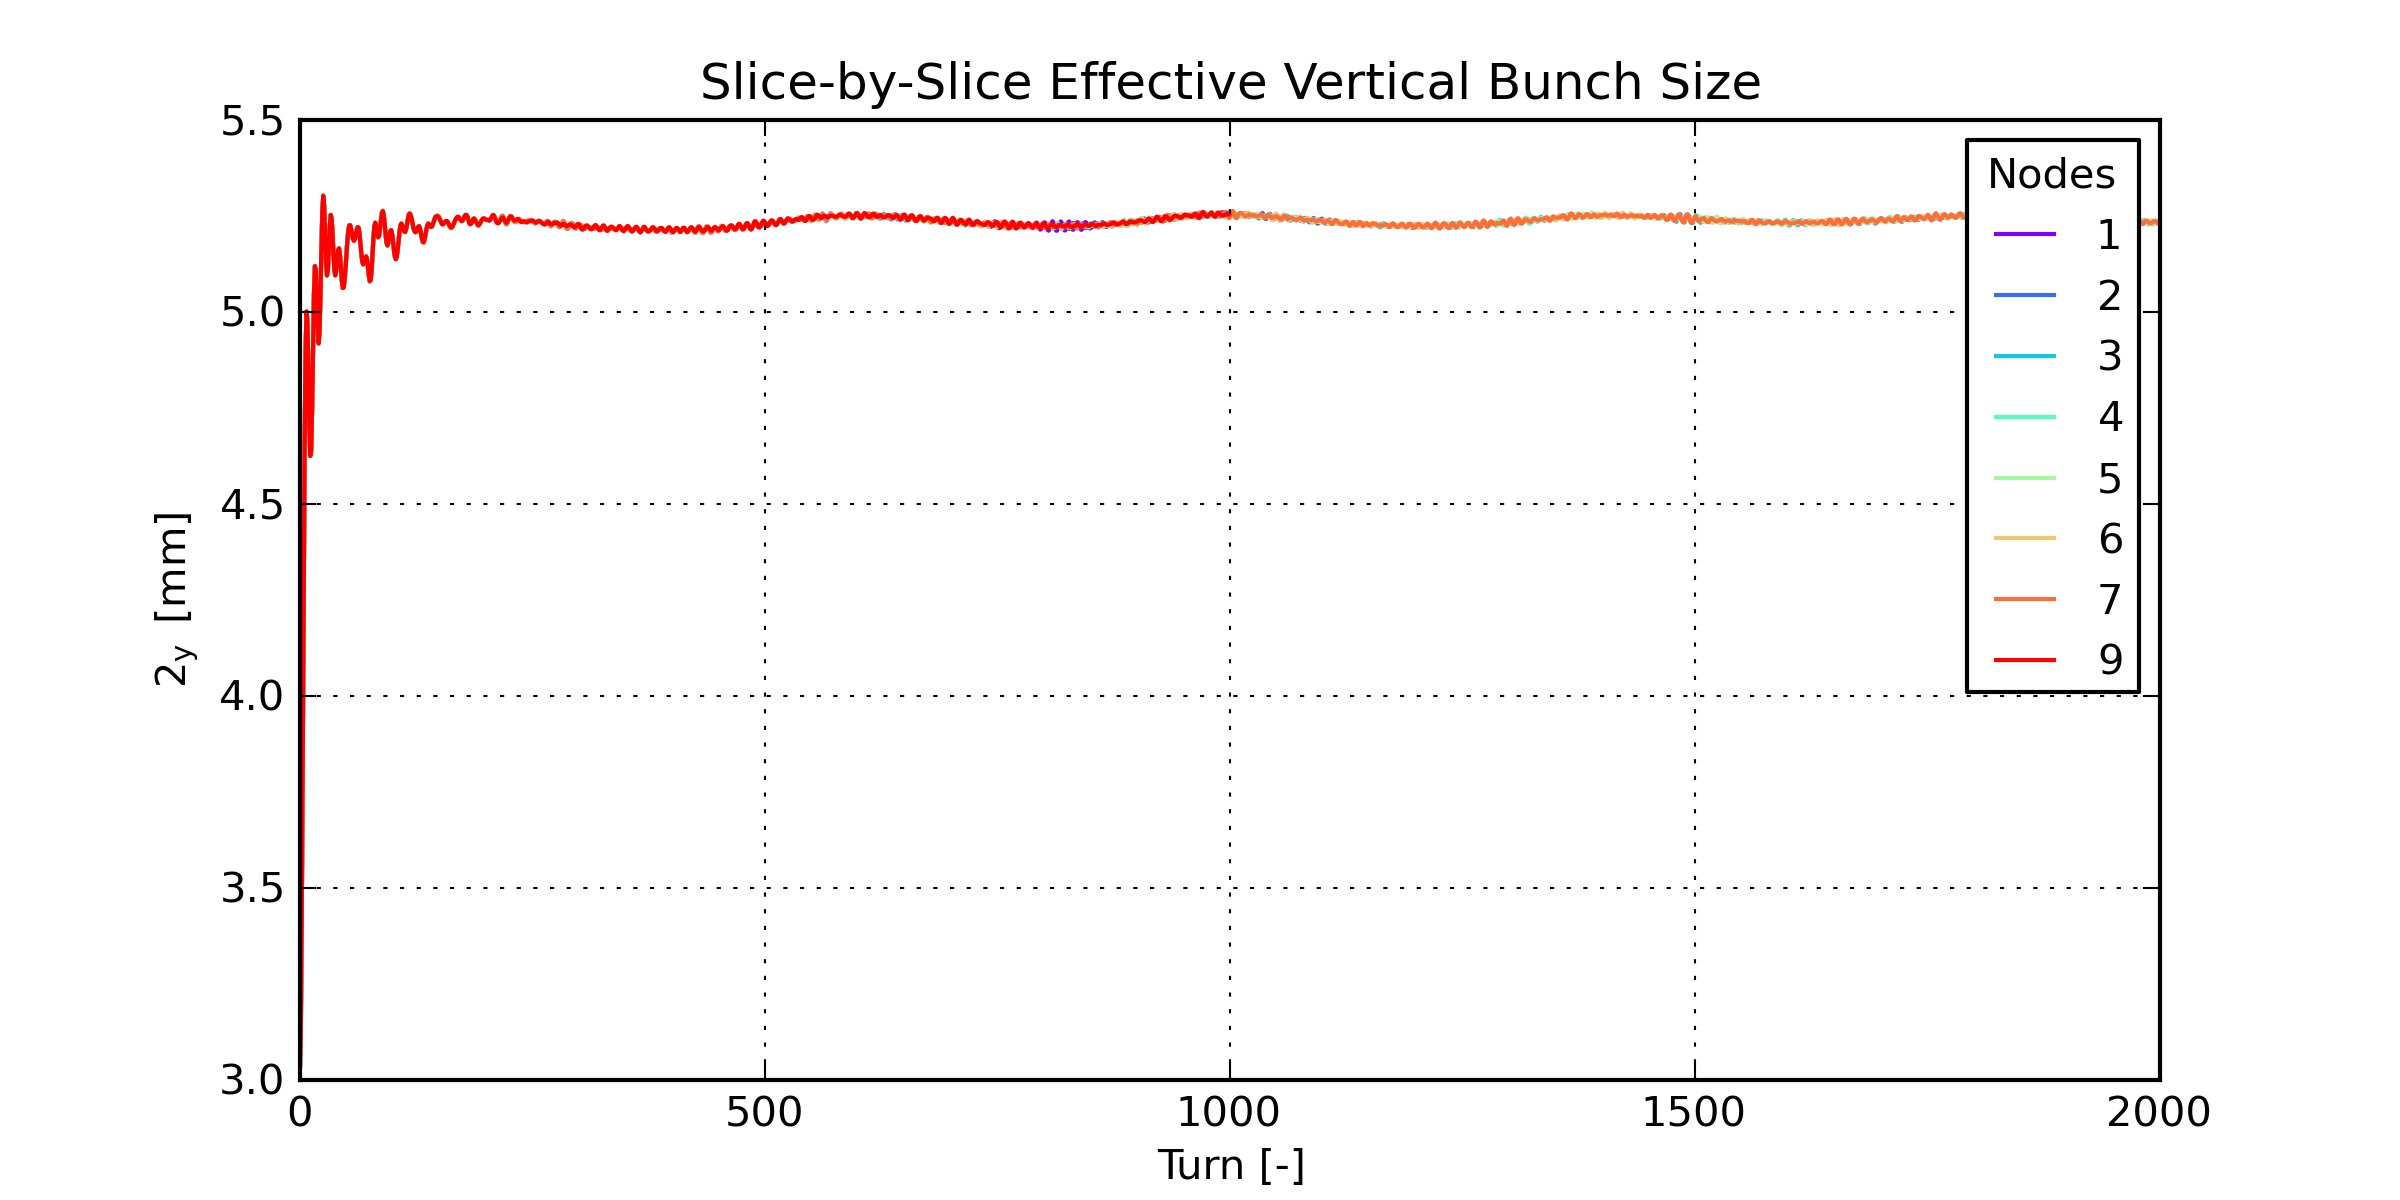 Slice-by-Slice Effective Vertical Bunch Size
5.5
5.0
4.5
4.0
3.5
3.0
2y [mm]
0 500 1000 1500 2000
Turn [-]
Nodes
1
2
3
4
5
6
7
9